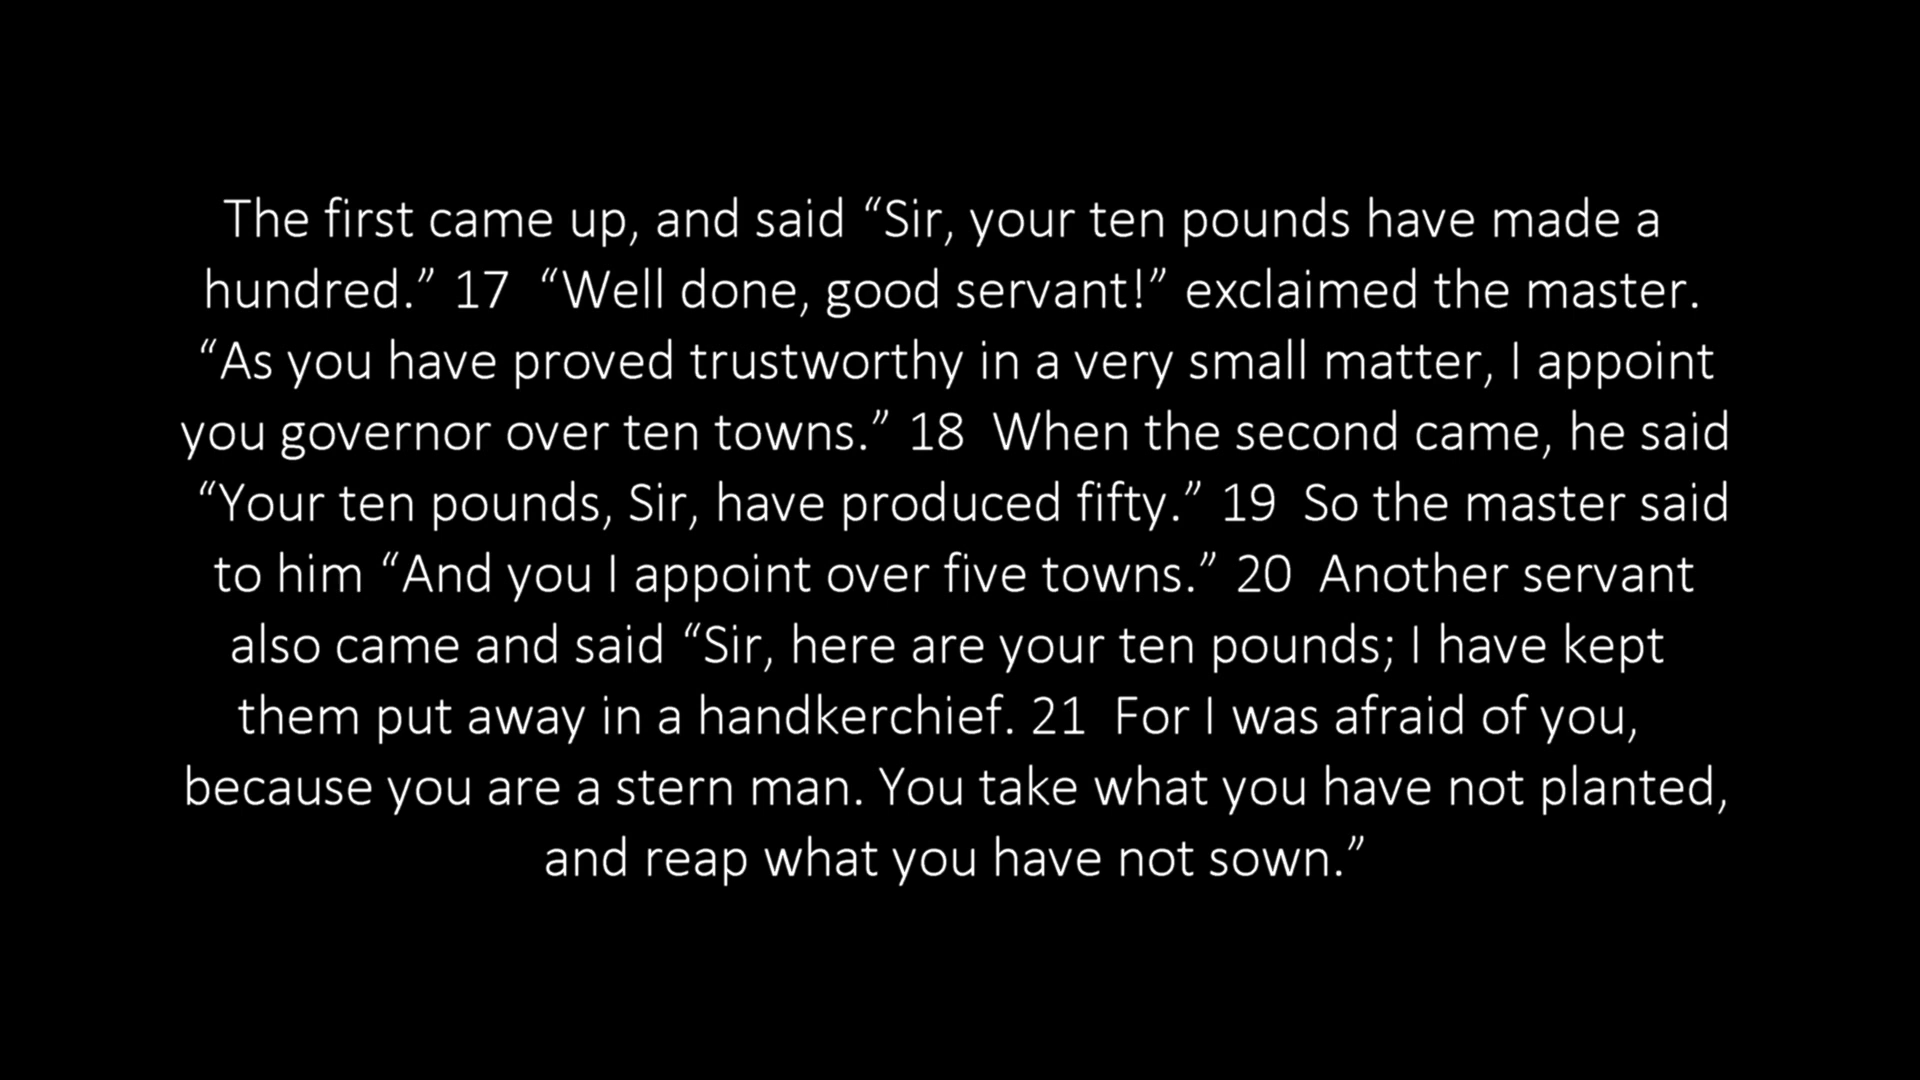 The first came up, and said “Sir, your ten pounds have made a
hundred.” 17  “Well done, good servant!” exclaimed the master.
“As you have proved trustworthy in a very small matter, I appoint
you governor over ten towns.” 18  When the second came, he said
“Your ten pounds, Sir, have produced fifty.” 19  So the master said
to him “And you I appoint over five towns.” 20  Another servant
also came and said “Sir, here are your ten pounds; I have kept
them put away in a handkerchief. 21  For I was afraid of you,
because you are a stern man. You take what you have not planted,
and reap what you have not sown.”